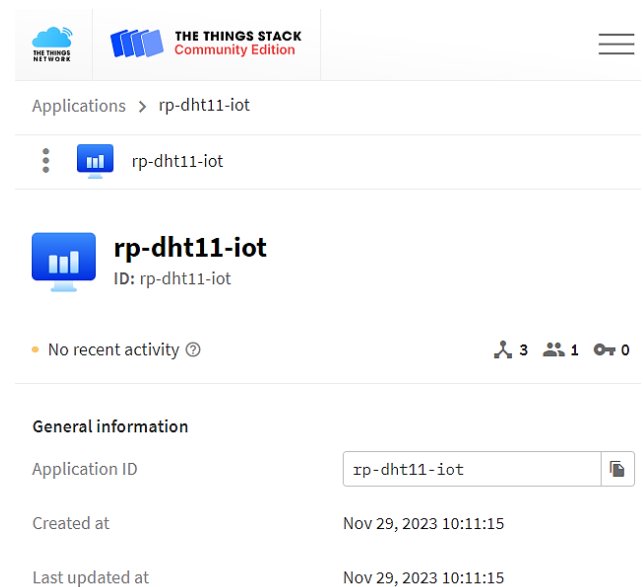 THE THINGS
NETWORK
THE THINGS STACK
Community Edition
Applications > rp-dht11-iot
rp-dht11-iot
rp-dht11-iot
ID: rp-dht11-iot
No recent activity 3 1 0
General information
Application ID rp-dht11-iot
Created at Nov 29, 2023 10:11:15
Last updated at Nov 29, 2023 10:11:15